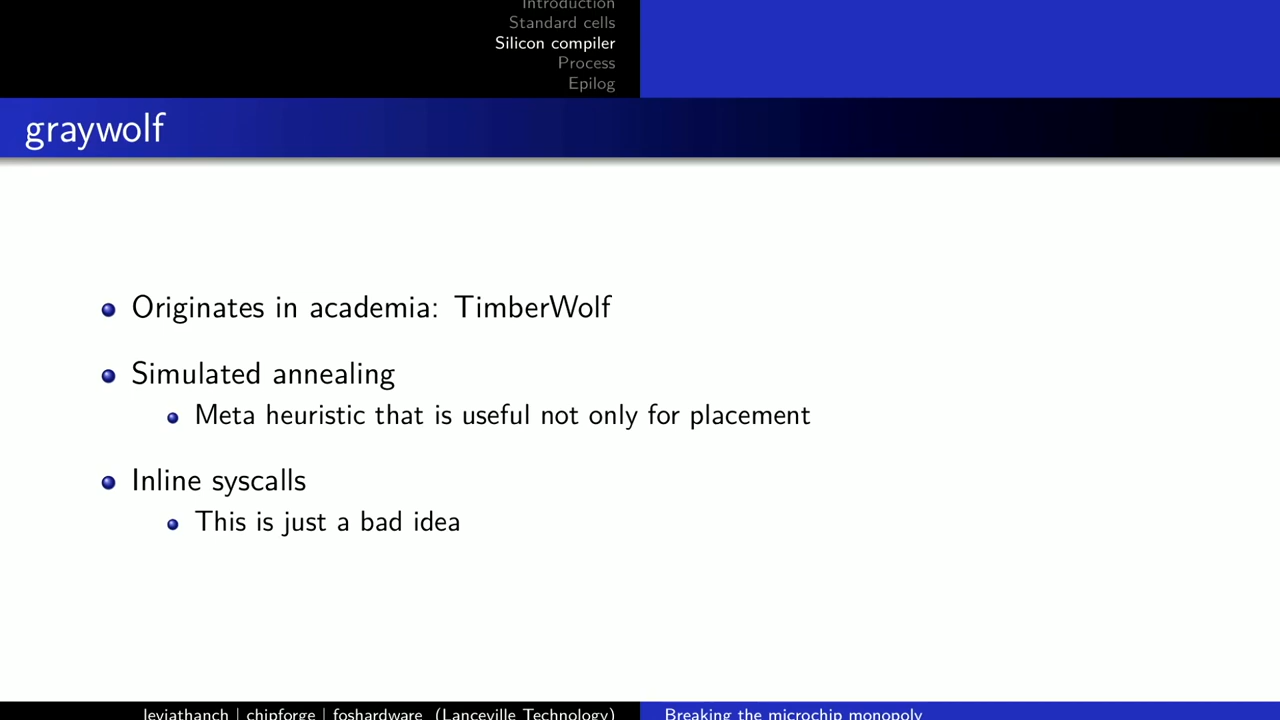 Introduction
Standard cells
Silicon compiler
Process
Epilog
graywolf
Originates in academia: TimberWolf
Simulated annealing
Meta heuristic that is useful not only for placement
Inline syscalls
This is just a bad idea
leviathanch | chipforge | foshardware (Lanceville Technology)
Breaking the microchip monopoly